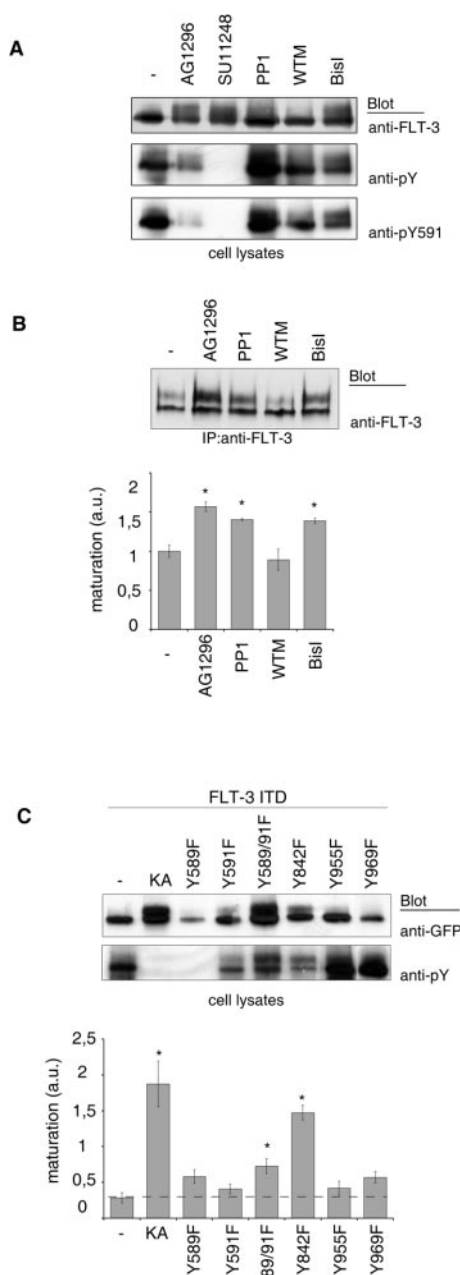 A
-
AG1296
SU11248
PP1
WTM
BisI
Blot
anti-FLT-3
anti-pY
anti-pY591
cell lysates
B
-
AG1296
PP1
WTM
BisI
Blot
anti-FLT-3
IP:anti-FLT-3
maturation (a.u.)
2
1,5
1
0,5
0
* * *
-
AG1296
PP1
WTM
BisI
FLT-3 ITD
C
-
KA
Y589F
Y591F
Y589/91F
Y842F
Y955F
Y969F
Blot
anti-GFP
anti-pY
cell lysates
maturation (a.u.)
2,5
2
1,5
1
0,5
0
* * *
-
KA
Y589F
Y591F
89/91F
Y842F
Y955F
Y969F